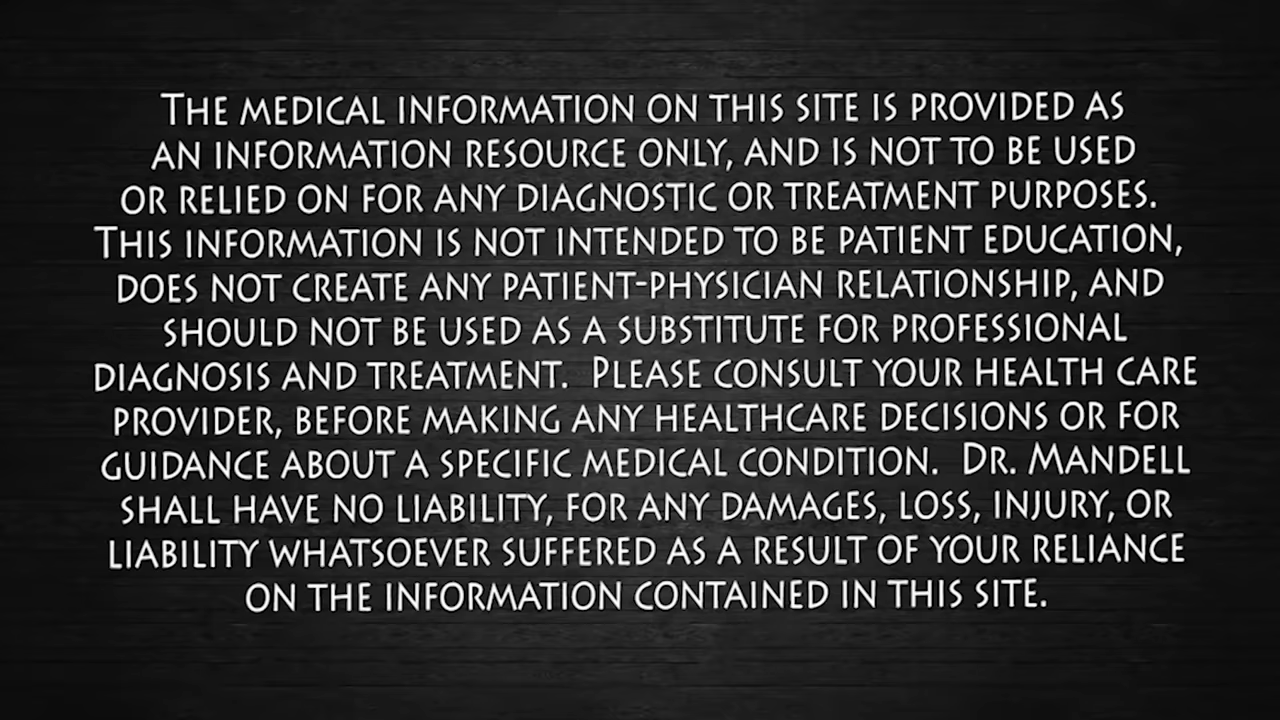 The medical information on this site is provided as
an information resource only, and is not to be used
or relied on for any diagnostic or treatment purposes.
This information is not intended to be patient education,
does not create any patient-physician relationship, and
should not be used as a substitute for professional
diagnosis and treatment. Please consult your health care
provider, before making any healthcare decisions or for
guidance about a specific medical condition. Dr. Mandell
shall have no liability, for any damages, loss, injury, or
liability whatsoever suffered as a result of your reliance
on the information contained in this site.